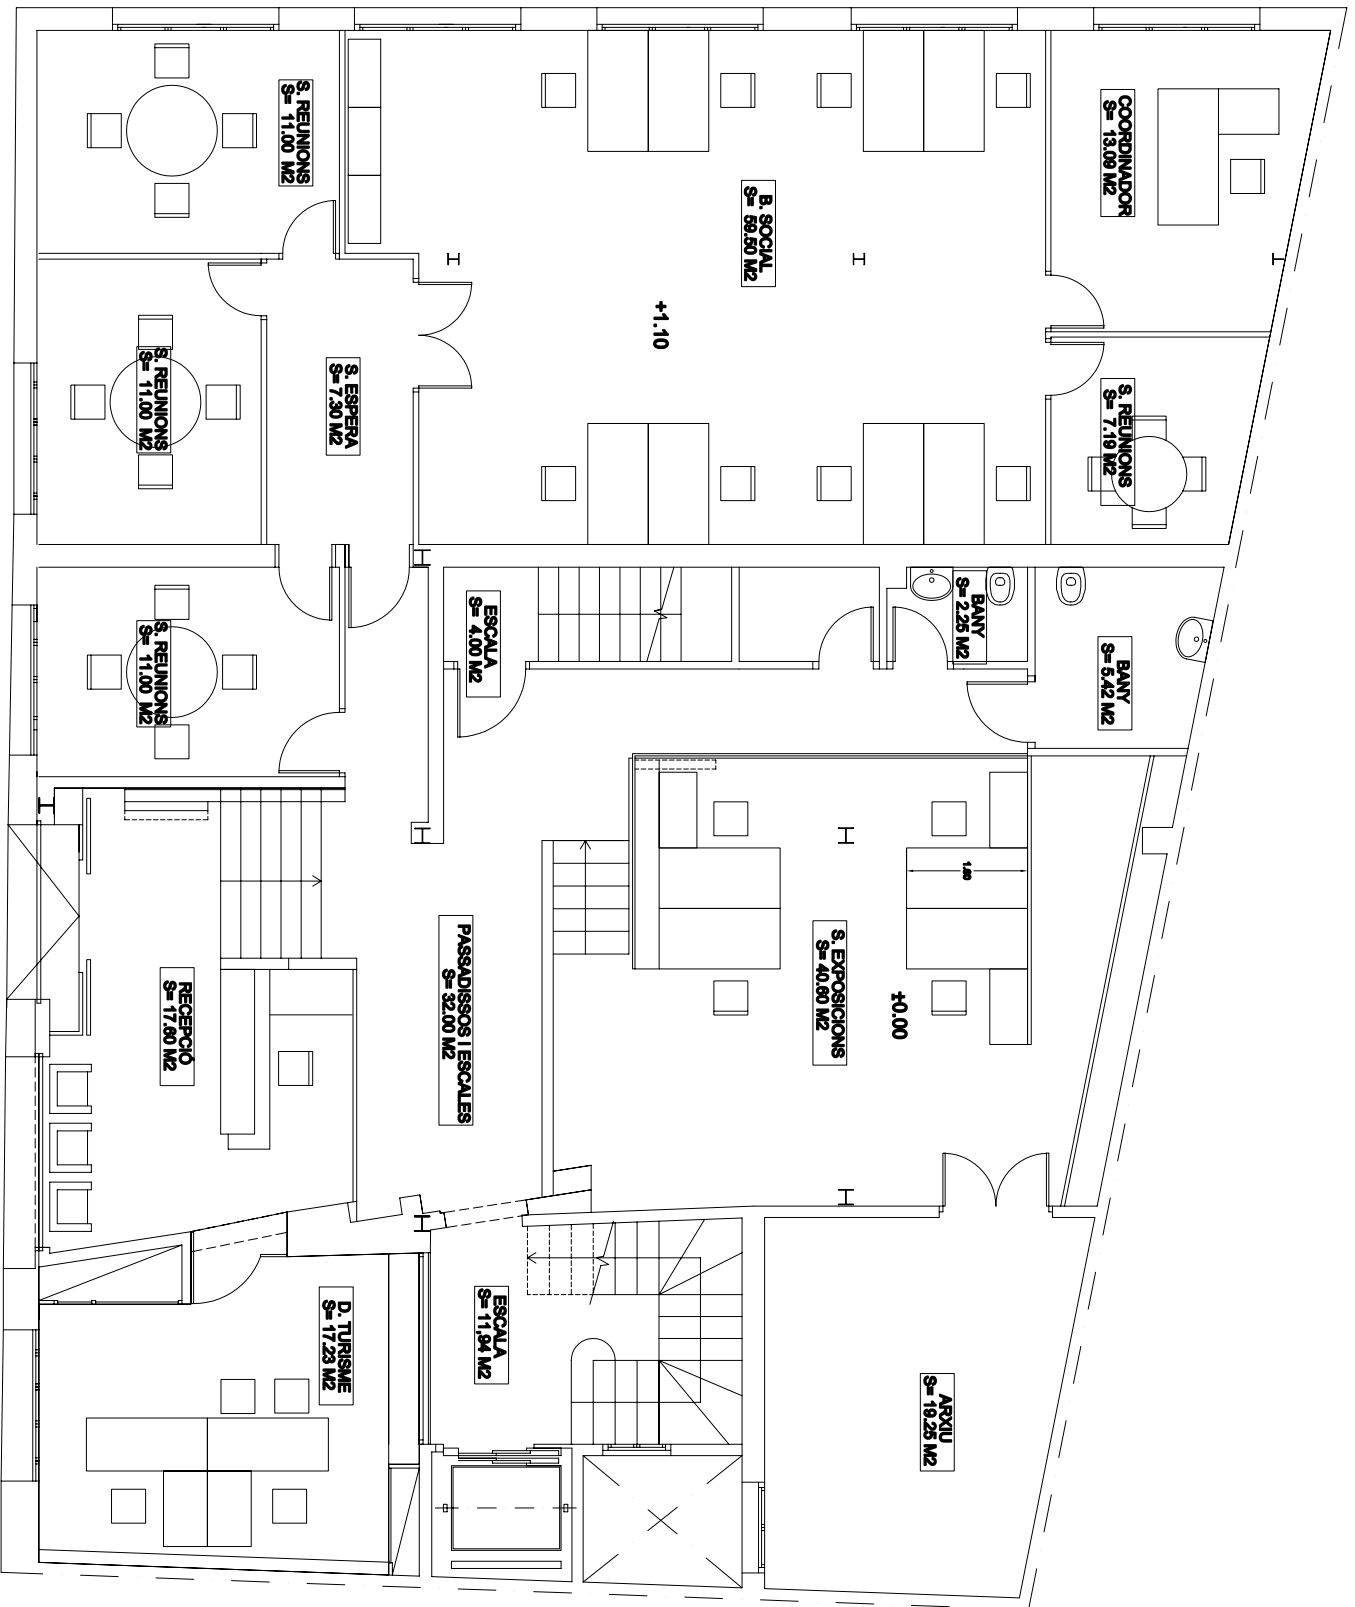 COORDINADOR
S= 13.09 M2
S. REUNIONS
S= 7.19 M2
BANY
S= 5.42 M2
BANY
S= 2.25 M2
B. SOCIAL
S= 59.50 M2
+1.10
S. REUNIONS
S= 11.00 M2
S. ESPERA
S= 7.30 M2
S. REUNIONS
S= 11.00 M2
ESCALA
S= 4.00 M2
S. REUNIONS
S= 11.00 M2
1.80
S. EXPOSICIONS
S= 40.60 M2
±0.00
PASSADISSOS I ESCALES
S= 32.00 M2
RECEPCIÓ
S= 17.60 M2
ARXIU
S= 19.25 M2
ESCALA
S= 11,94 M2
D. TURISME
S= 17.23 M2